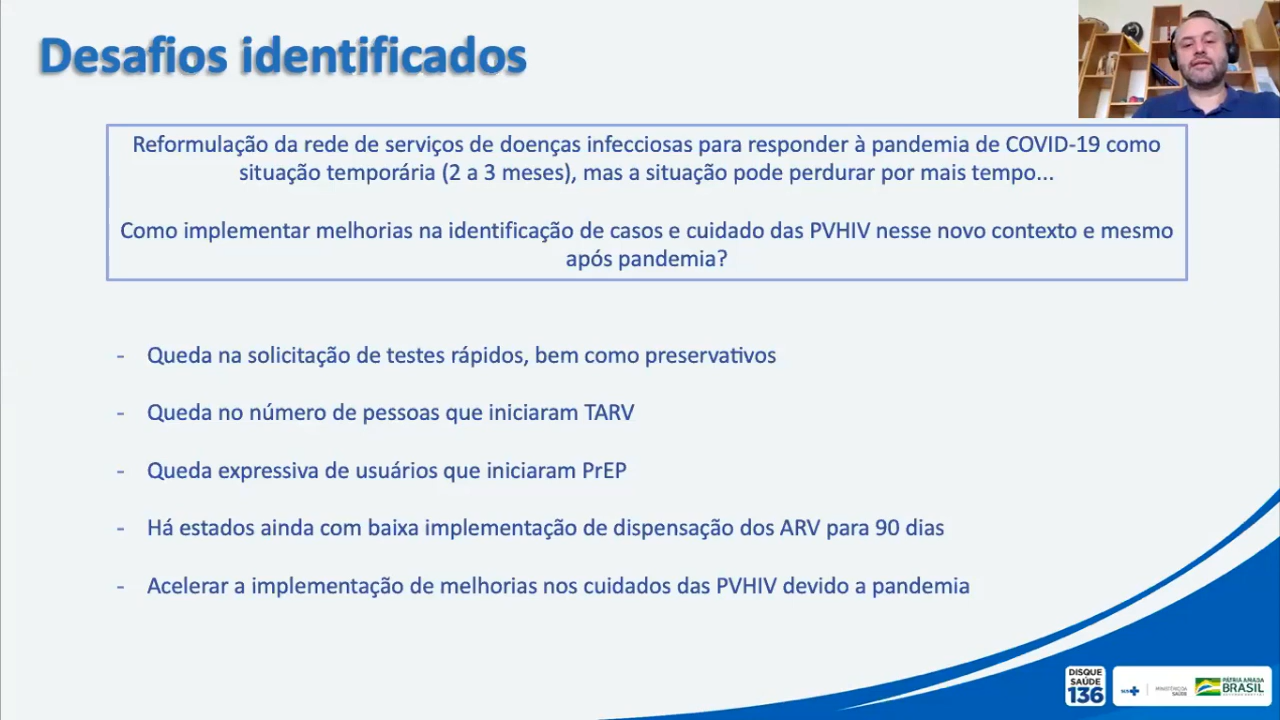 Desafios identificados
Reformulação da rede de serviços de doenças infecciosas para responder à pandemia de COVID-19 como
situação temporária (2 a 3 meses), mas a situação pode perdurar por mais tempo...
Como implementar melhorias na identificação de casos e cuidado das PVHIV nesse novo contexto e mesmo
após pandemia?
- Queda na solicitação de testes rápidos, bem como preservativos
- Queda no número de pessoas que iniciaram TARV
- Queda expressiva de usuários que iniciaram PrEP
- Há estados ainda com baixa implementação de dispensação dos ARV para 90 dias
- Acelerar a implementação de melhorias nos cuidados das PVHIV devido a pandemia
DISQUE
SAÚDE
136
SUS
MINISTÉRIO DA
SAÚDE
PÁTRIA AMADA
BRASIL